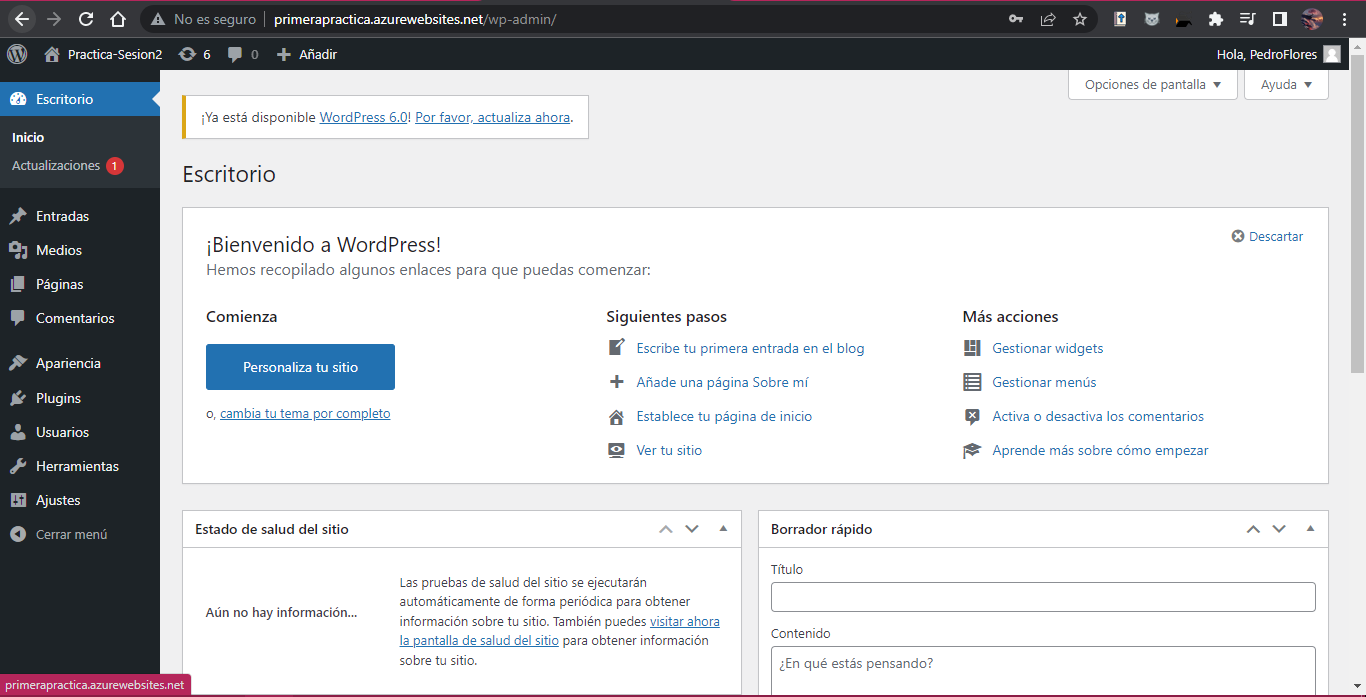 No es seguro primerapractica.azurewebsites.net/wp-admin/
Practica-Sesion2 6 0 Añadir Hola, PedroFlores
Opciones de pantalla Ayuda
Escritorio
Inicio
Actualizaciones 1
Entradas
Medios
Páginas
Comentarios
Apariencia
Plugins
Usuarios
Herramientas
Ajustes
Cerrar menú
¡Ya está disponible WordPress 6.0! Por favor, actualiza ahora.
Escritorio
¡Bienvenido a WordPress!
Descartar
Hemos recopilado algunos enlaces para que puedas comenzar:
Comienza
Personaliza tu sitio
o, cambia tu tema por completo
Siguientes pasos
Escribe tu primera entrada en el blog
Añade una página Sobre mí
Establece tu página de inicio
Ver tu sitio
Más acciones
Gestionar widgets
Gestionar menús
Activa o desactiva los comentarios
Aprende más sobre cómo empezar
Estado de salud del sitio
Aún no hay información...
Las pruebas de salud del sitio se ejecutarán
automáticamente de forma periódica para obtener
información sobre tu sitio. También puedes visitar ahora
la pantalla de salud del sitio para obtener información
sobre tu sitio.
Borrador rápido
Título
Contenido
¿En qué estás pensando?
primerapractica.azurewebsites.net